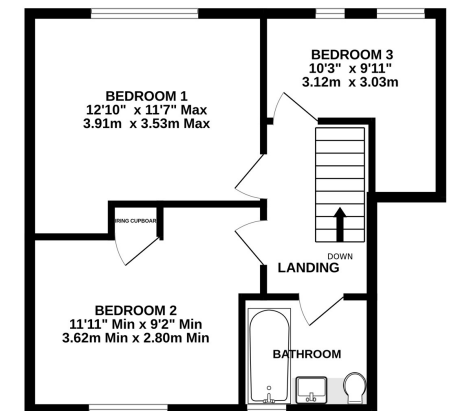 BEDROOM 3
10'3" x 9'11"
3.12m x 3.03m
BEDROOM 1
12'10" x 11'7" Max
3.91m x 3.53m Max
IRING CUPBOAR
DOWN
LANDING
BEDROOM 2
11'11" Min x 9'2" Min
3.62m Min x 2.80m Min
BATHROOM